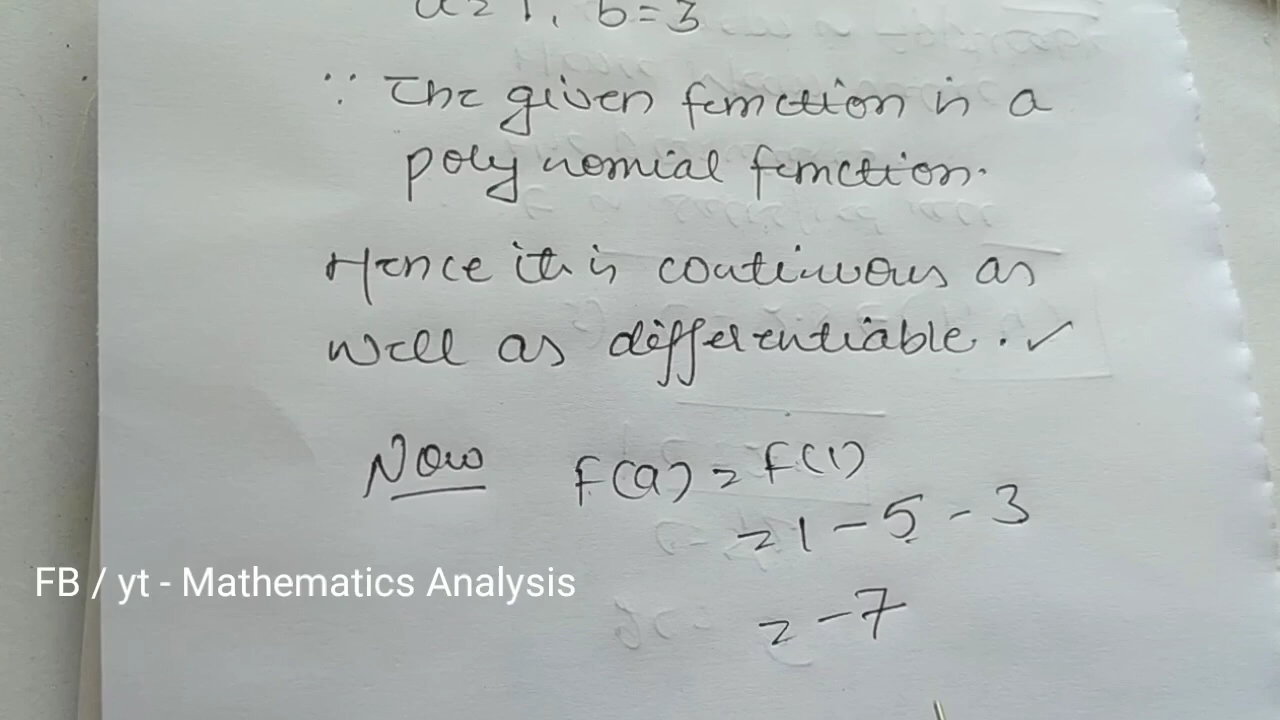 a = 1, b = 3
∵ The given function is a
polynomial function.
Hence it is continuous as
well as differentiable. ✓
Now f(a) = f(1)
= 1 - 5 - 3
= -7
FB / yt - Mathematics Analysis